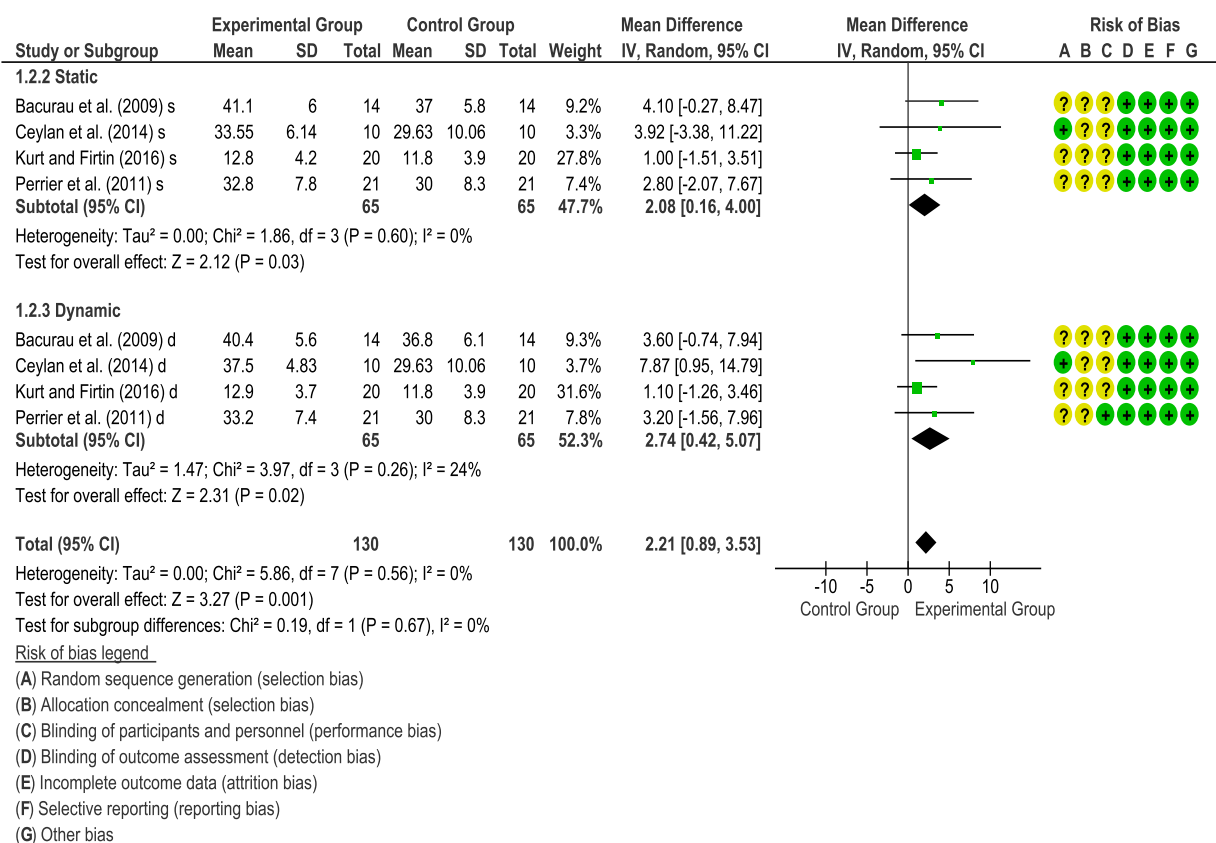 Experimental Group Control Group Mean Difference Mean Difference Risk of Bias
Study or Subgroup Mean SD Total Mean SD Total Weight IV, Random, 95% CI IV, Random, 95% CI A B C D E F G
1.2.2 Static
Bacurau et al. (2009) s 41.1 6 14 37 5.8 14 9.2% 4.10 [-0.27, 8.47] ? ? ? + + + +
Ceylan et al. (2014) s 33.55 6.14 10 29.63 10.06 10 3.3% 3.92 [-3.38, 11.22] + ? ? + + + +
Kurt and Firtin (2016) s 12.8 4.2 20 11.8 3.9 20 27.8% 1.00 [-1.51, 3.51] ? ? ? + + + +
Perrier et al. (2011) s 32.8 7.8 21 30 8.3 21 7.4% 2.80 [-2.07, 7.67] ? ? ? + + + +
Subtotal (95% CI) 65 65 47.7% 2.08 [0.16, 4.00]
Heterogeneity: Tau² = 0.00; Chi² = 1.86, df = 3 (P = 0.60); I² = 0%
Test for overall effect: Z = 2.12 (P = 0.03)
1.2.3 Dynamic
Bacurau et al. (2009) d 40.4 5.6 14 36.8 6.1 14 9.3% 3.60 [-0.74, 7.94] ? ? ? + + + +
Ceylan et al. (2014) d 37.5 4.83 10 29.63 10.06 10 3.7% 7.87 [0.95, 14.79] + ? ? + + + +
Kurt and Firtin (2016) d 12.9 3.7 20 11.8 3.9 20 31.6% 1.10 [-1.26, 3.46] ? ? ? + + + +
Perrier et al. (2011) d 33.2 7.4 21 30 8.3 21 7.8% 3.20 [-1.56, 7.96] ? ? + + + + +
Subtotal (95% CI) 65 65 52.3% 2.74 [0.42, 5.07]
Heterogeneity: Tau² = 1.47; Chi² = 3.97, df = 3 (P = 0.26); I² = 24%
Test for overall effect: Z = 2.31 (P = 0.02)
Total (95% CI) 130 130 100.0% 2.21 [0.89, 3.53]
Heterogeneity: Tau² = 0.00; Chi² = 5.86, df = 7 (P = 0.56); I² = 0%
-10 -5 0 5 10
Test for overall effect: Z = 3.27 (P = 0.001)
Control Group Experimental Group
Test for subgroup differences: Chi² = 0.19, df = 1 (P = 0.67), I² = 0%
Risk of bias legend
(A) Random sequence generation (selection bias)
(B) Allocation concealment (selection bias)
(C) Blinding of participants and personnel (performance bias)
(D) Blinding of outcome assessment (detection bias)
(E) Incomplete outcome data (attrition bias)
(F) Selective reporting (reporting bias)
(G) Other bias